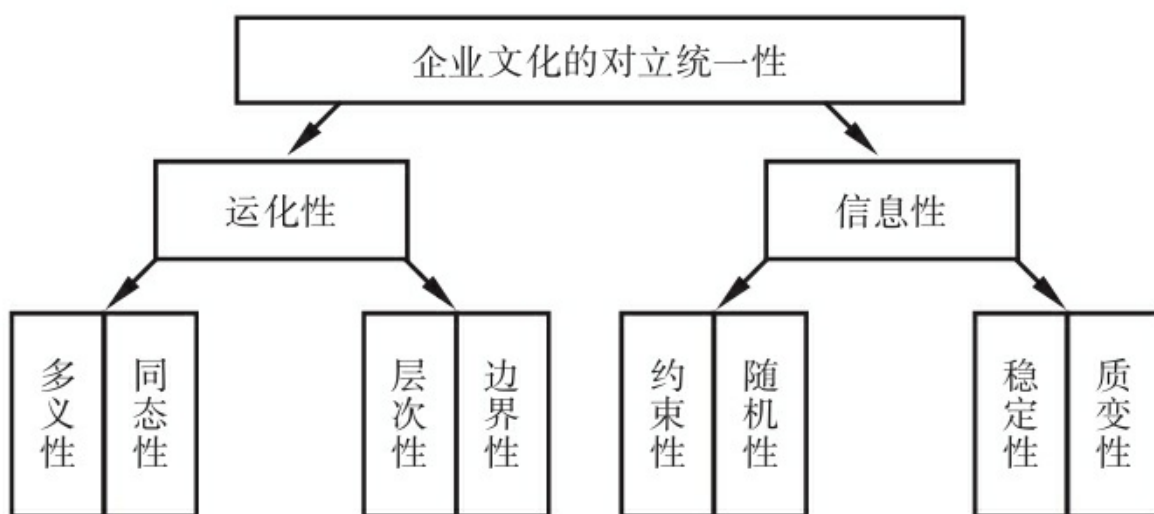 企业文化的对立统一性
运化性
信息性
多义性
同态性
层次性
边界性
约束性
随机性
稳定性
质变性